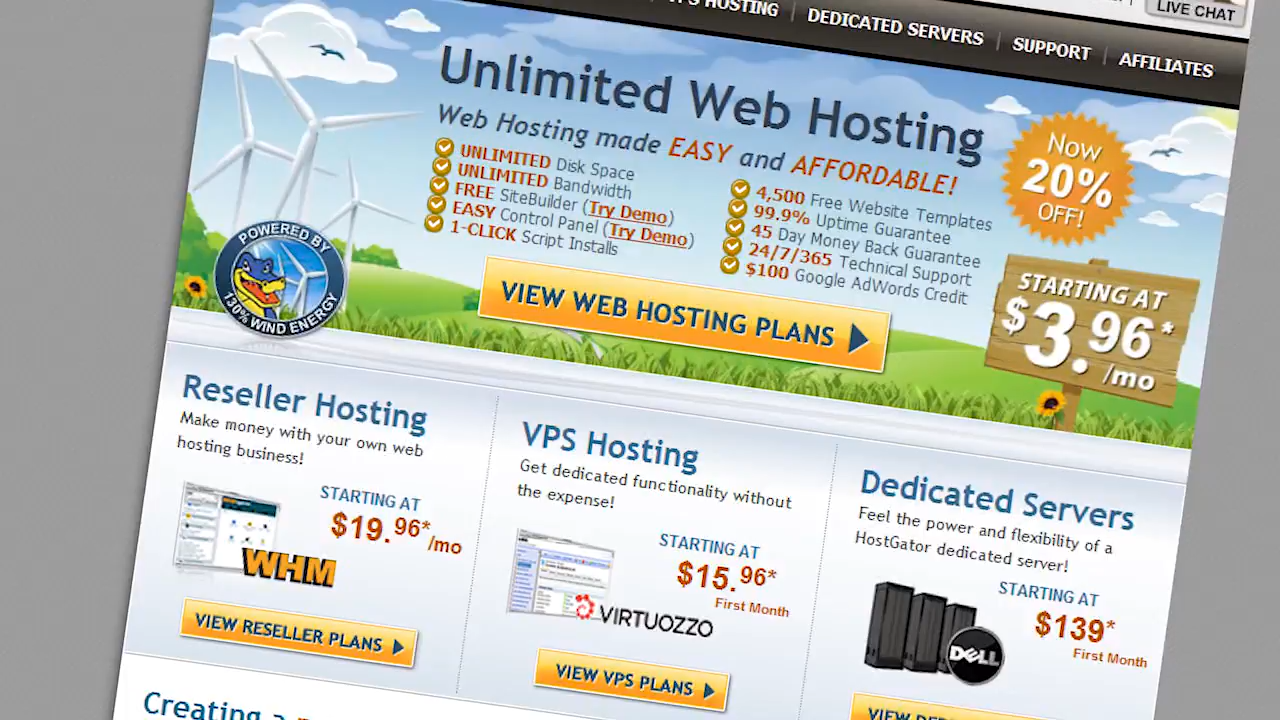 LIVE CHAT
VPS HOSTING | DEDICATED SERVERS | SUPPORT | AFFILIATES
Unlimited Web Hosting
Web Hosting made EASY and AFFORDABLE!
UNLIMITED Disk Space
UNLIMITED Bandwidth
FREE SiteBuilder (Try Demo)
EASY Control Panel (Try Demo)
1-CLICK Script Installs
4,500 Free Website Templates
99.9% Uptime Guarantee
45 Day Money Back Guarantee
24/7/365 Technical Support
$100 Google AdWords Credit
Now
20%
OFF!
POWERED BY
130% WIND ENERGY
VIEW WEB HOSTING PLANS
STARTING AT
$3.96*
/mo
Reseller Hosting
Make money with your own web
hosting business!
STARTING AT
$19.96*
/mo
WHM
VIEW RESELLER PLANS
VPS Hosting
Get dedicated functionality without
the expense!
STARTING AT
$15.96*
First Month
VIRTUOZZO
VIEW VPS PLANS
Dedicated Servers
Feel the power and flexibility of a
HostGator dedicated server!
STARTING AT
$139*
First Month
DELL
Creating a